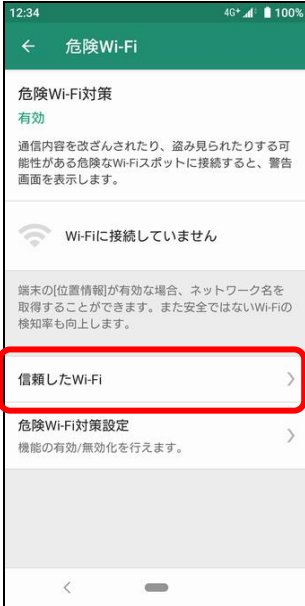 12:34 4G+ 100%
危険Wi-Fi
危険Wi-Fi対策
有効
通信内容を改ざんされたり、盗み見られたりする可
能性がある危険なWi-Fiスポットに接続すると、警告
画面を表示します。
Wi-Fiに接続していません
端末の[位置情報]が有効な場合、ネットワーク名を
取得することができます。また安全ではないWi-Fiの
検知率も向上します。
信頼したWi-Fi
危険Wi-Fi対策設定
機能の有効/無効化を行えます。